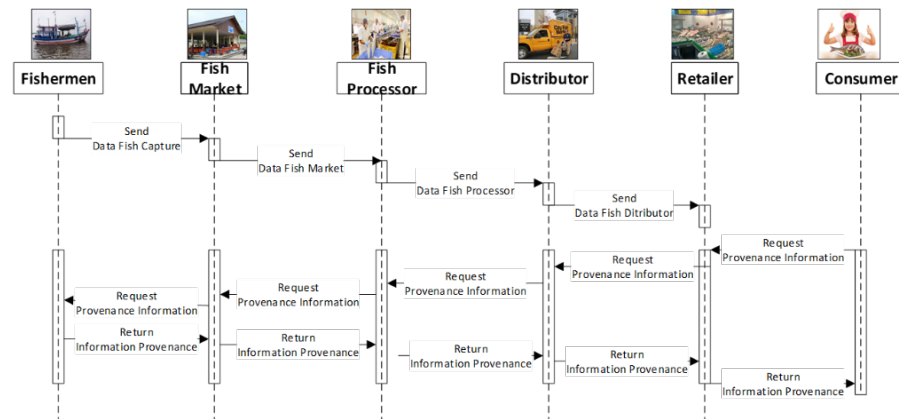 Fishermen
Fish
Market
Fish
Processor
Distributor
Retailer
Consumer
Send
Data Fish Capture
Send
Data Fish Market
Send
Data Fish Processor
Send
Data Fish Ditributor
Request
Provenance Information
Request
Provenance Information
Request
Provenance Information
Request
Provenance Information
Request
Provenance Information
Return
Information Provenance
Return
Information Provenance
Return
Information Provenance
Return
Information Provenance
Return
Information Provenance